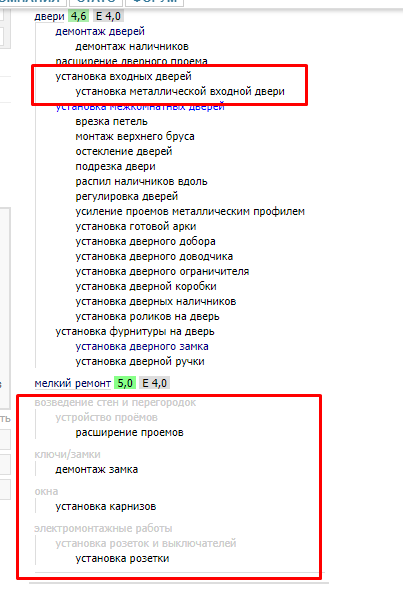 СТАТЬ ФОРУМ
двери 4,6 E 4,0
демонтаж дверей
демонтаж наличников
расширение дверного проема
установка входных дверей
установка металлической входной двери
установка межкомнатных дверей
врезка петель
монтаж верхнего бруса
остекление дверей
подрезка двери
распил наличников вдоль
регулировка дверей
усиление проемов металлическим профилем
установка готовой арки
установка дверного добора
установка дверного доводчика
установка дверного ограничителя
установка дверной коробки
установка дверных наличников
установка роликов на дверь
установка фурнитуры на дверь
установка дверного замка
установка дверной ручки
мелкий ремонт 5,0 E 4,0
возведение стен и перегородок
устройство проёмов
расширение проемов
ключи/замки
демонтаж замка
окна
установка карнизов
электромонтажные работы
установка розеток и выключателей
установка розетки